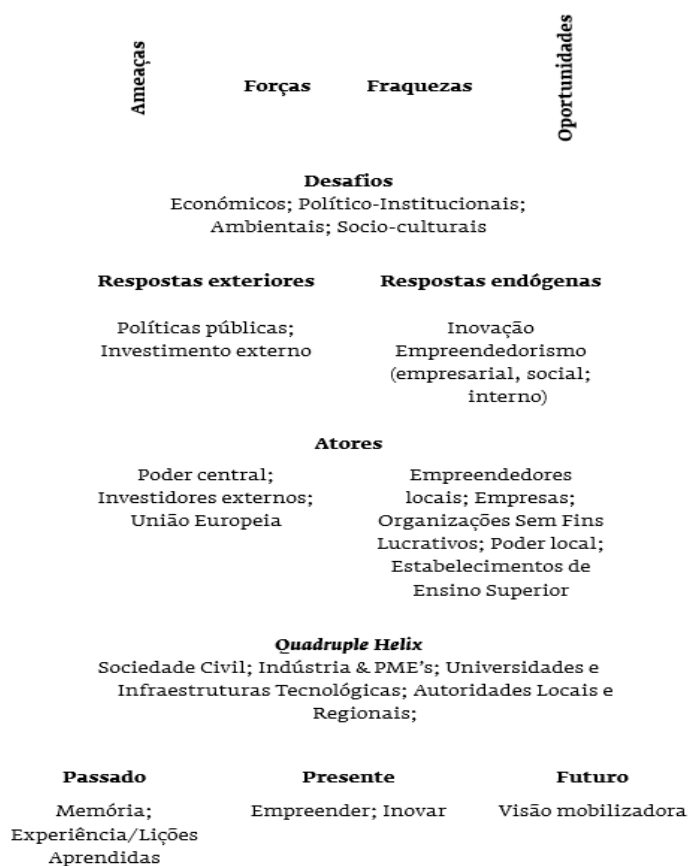 Ameaças
Forças
Fraquezas
Oportunidades
Desafios
Económicos; Político-Institucionais;
Ambientais; Socio-culturais
Respostas exteriores
Políticas públicas;
Investimento externo
Respostas endógenas
Inovação
Empreendedorismo
(empresarial, social;
interno)
Atores
Poder central;
Investidores externos;
União Europeia
Empreendedores
locais; Empresas;
Organizações Sem Fins
Lucrativos; Poder local;
Estabelecimentos de
Ensino Superior
Quadruple Helix
Sociedade Civil; Indústria & PME's; Universidades e
Infraestruturas Tecnológicas; Autoridades Locais e
Regionais;
Passado
Memória;
Experiência/Lições
Aprendidas
Presente
Empreender; Inovar
Futuro
Visão mobilizadora